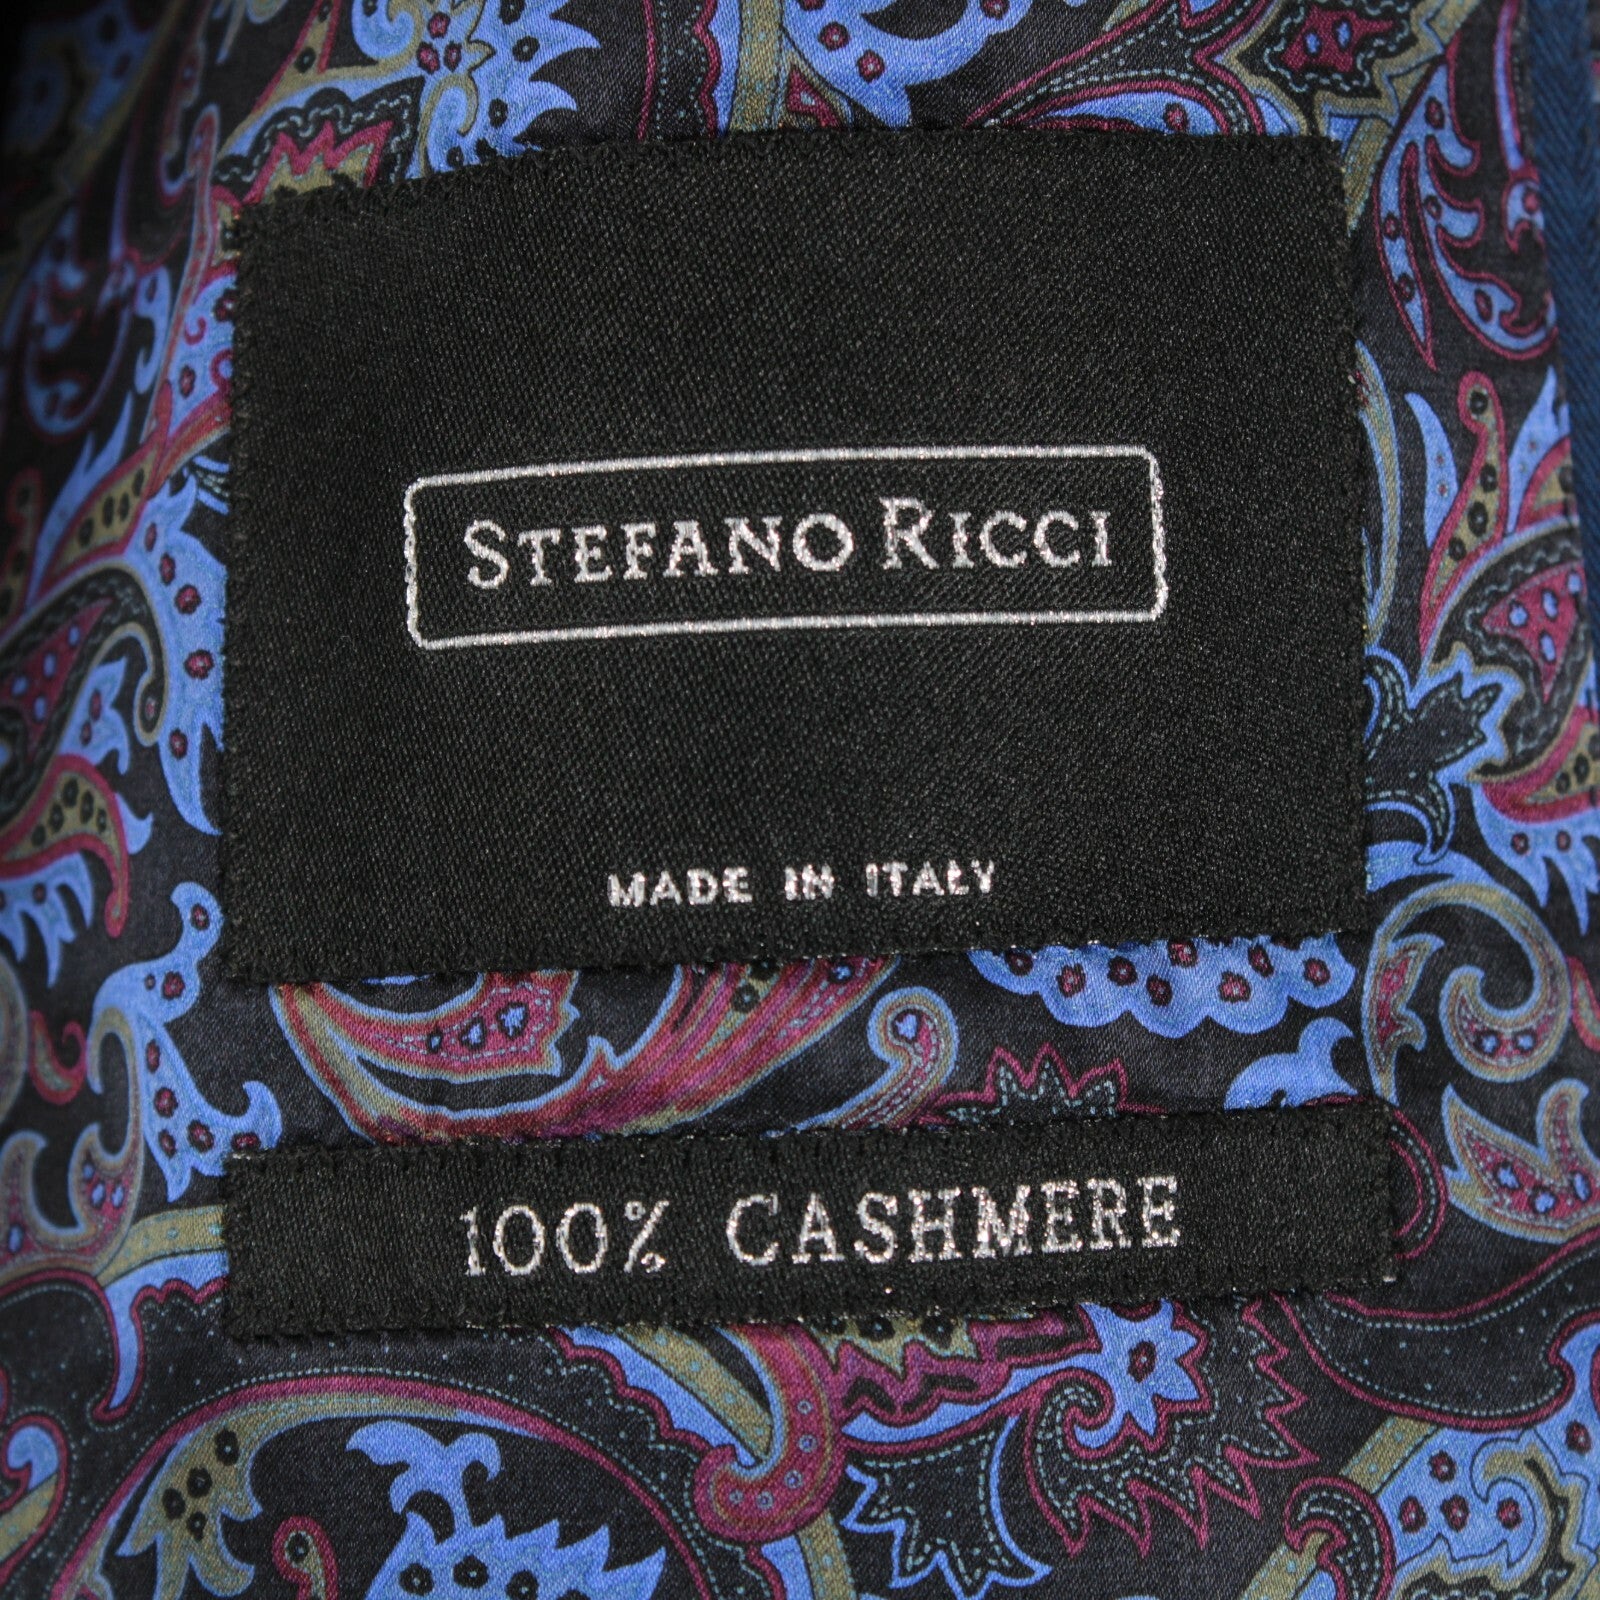 STEFANO RICCI
MADE IN ITALY
100% CASHMERE